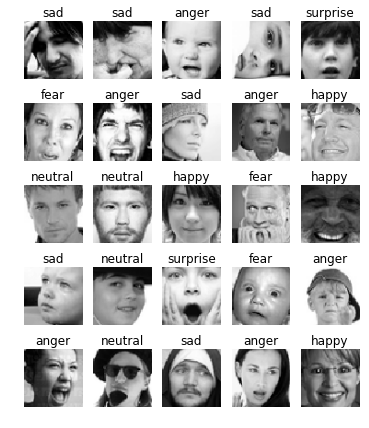 sad sad anger sad surprise
fear anger sad anger happy
neutral neutral happy fear happy
sad neutral surprise fear anger
anger neutral sad anger happy